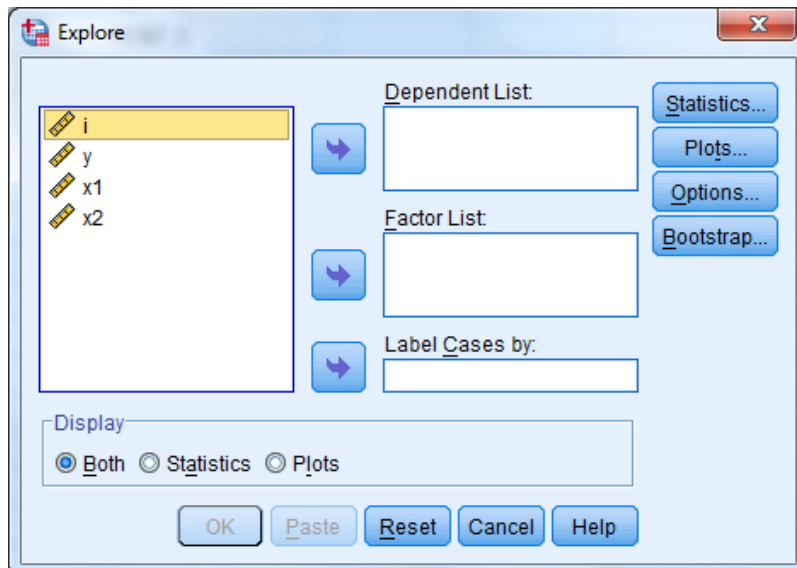 Explore
i
y
x1
x2
Dependent List:
Factor List:
Label Cases by:
Statistics...
Plots...
Options...
Bootstrap...
Display
Both Statistics Plots
OK Paste Reset Cancel Help